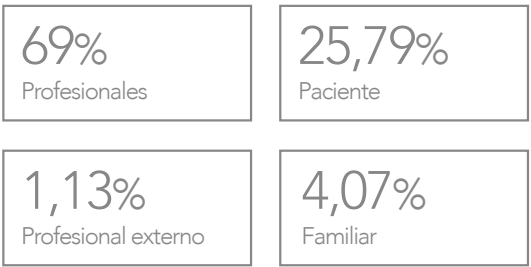 69%
Profesionales
25,79%
Paciente
1,13%
Profesional externo
4,07%
Familiar